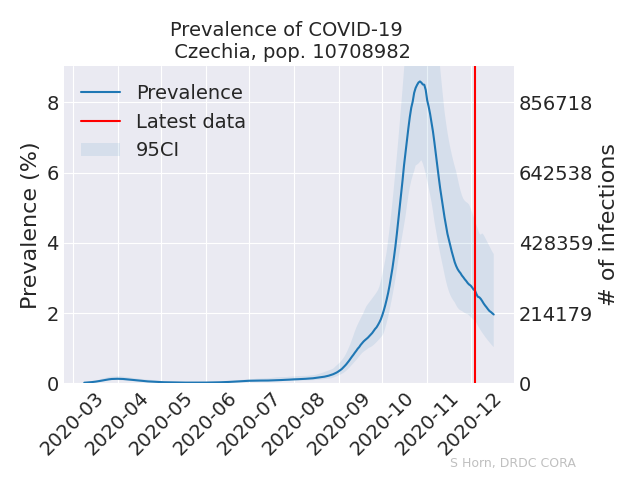 Prevalence of COVID-19
Czechia, pop. 10708982
Prevalence
Latest data
95CI
Prevalence (%)
8
6
4
2
0
856718
642538
428359
214179
0
# of infections
2020-03
2020-04
2020-05
2020-06
2020-07
2020-08
2020-09
2020-10
2020-11
2020-12
S Horn, DRDC CORA